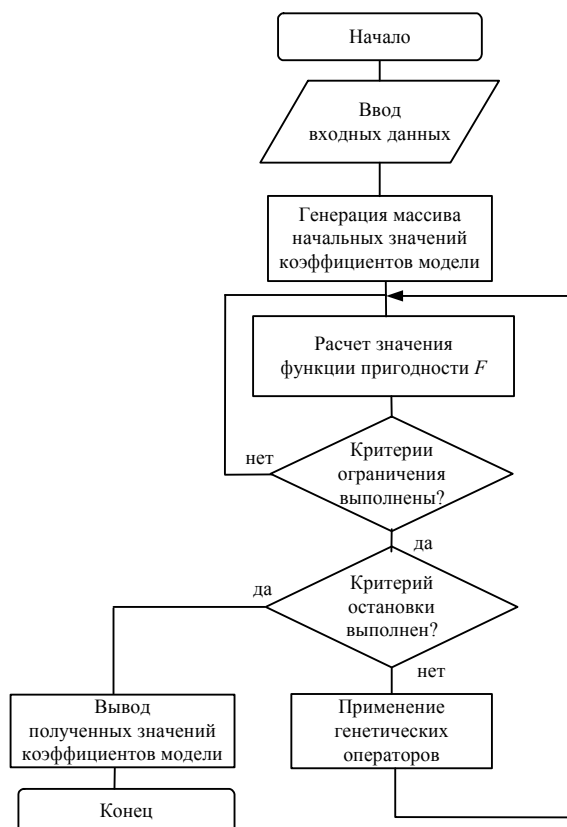 Начало
Ввод
входных данных
Генерация массива
начальных значений
коэффициентов модели
Расчет значения
функции пригодности F
нет
Критерии
ограничения
выполнены?
да
да
Критерий
остановки
выполнен?
нет
Вывод
полученных значений
коэффициентов модели
Применение
генетических
операторов
Конец